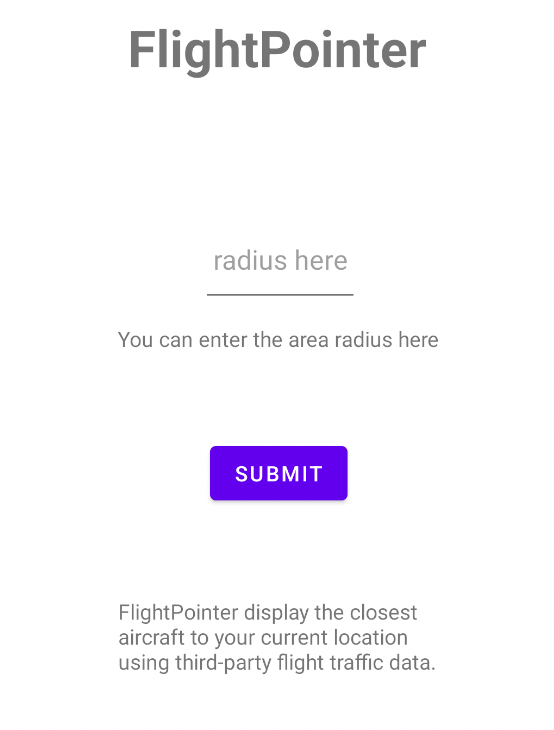 FlightPointer
radius here
You can enter the area radius here
SUBMIT
FlightPointer display the closest
aircraft to your current location
using third-party flight traffic data.